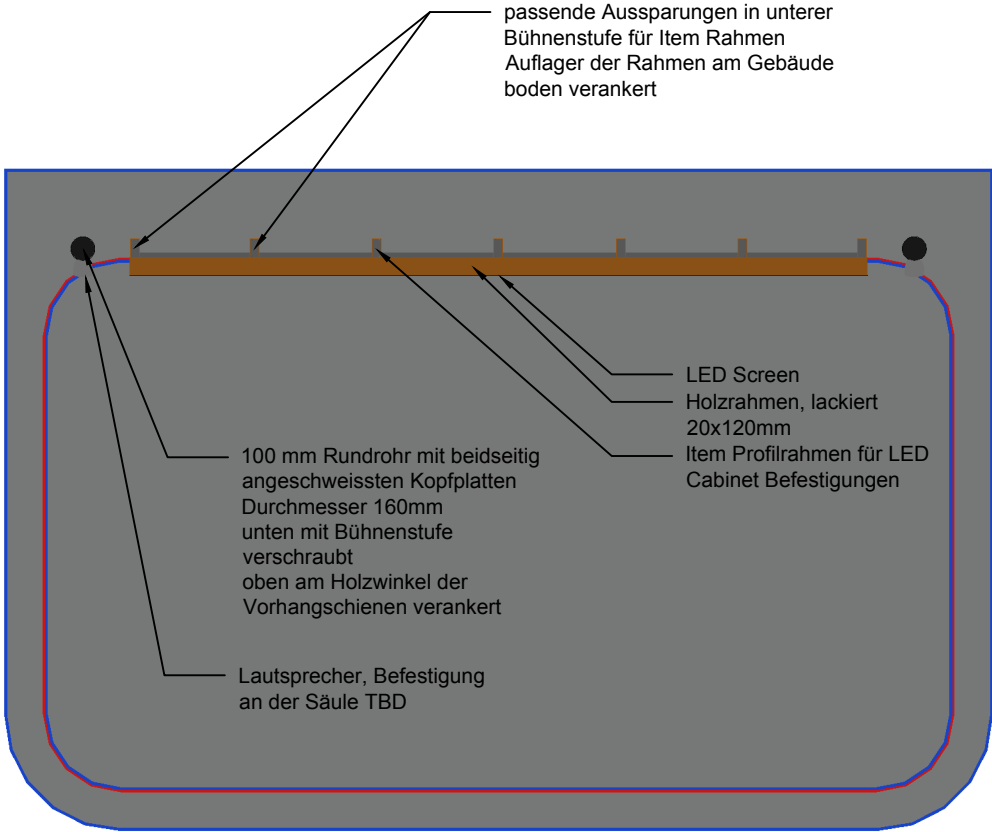 passende Aussparungen in unterer
Bühnenstufe für Item Rahmen
Auflager der Rahmen am Gebäude
boden verankert
LED Screen
Holzrahmen, lackiert
20x120mm
Item Profilrahmen für LED
Cabinet Befestigungen
100 mm Rundrohr mit beidseitig
angeschweissten Kopfplatten
Durchmesser 160mm
unten mit Bühnenstufe
verschraubt
oben am Holzwinkel der
Vorhangschienen verankert
Lautsprecher, Befestigung
an der Säule TBD